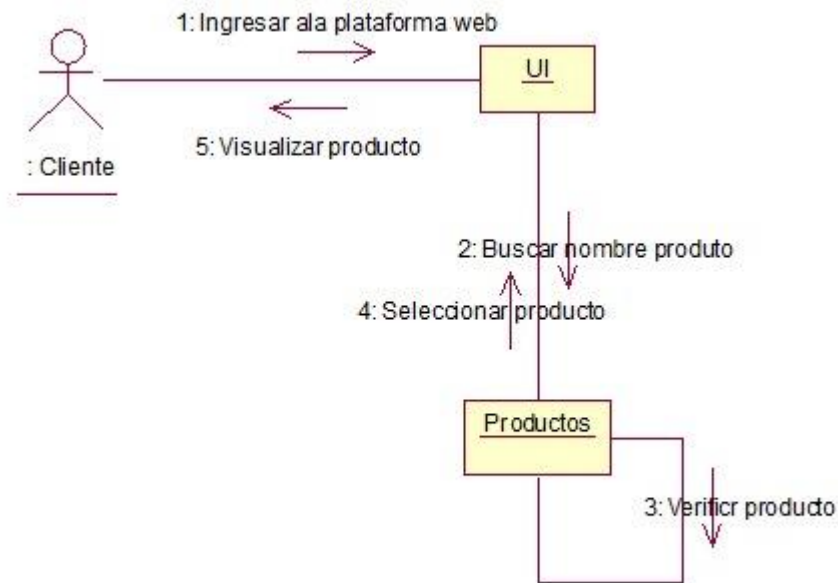 1: Ingresar ala plataforma web
UI
5: Visualizar producto
: Cliente
2: Buscar nombre produto
4: Seleccionar producto
Productos
3: Verificr producto